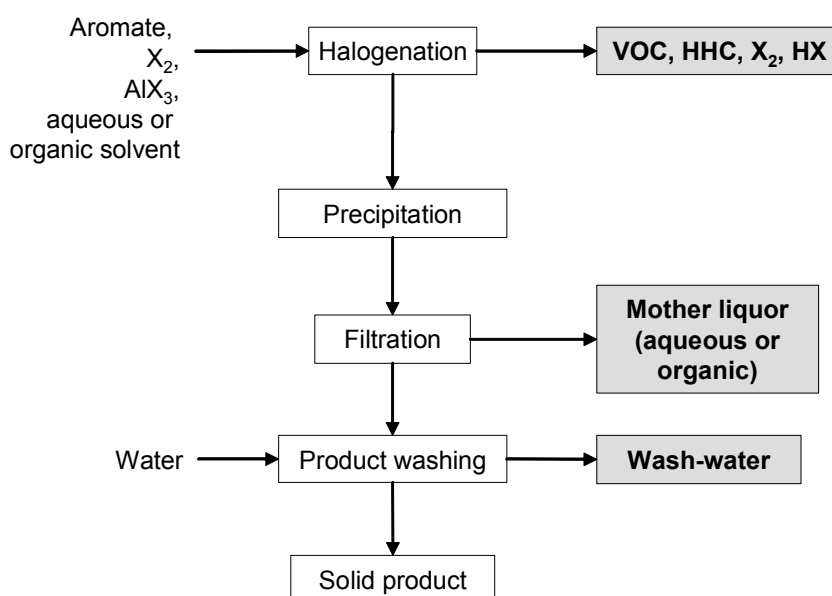 Aromate,
X2,
AlX3,
aqueous or
organic solvent
Halogenation
VOC, HHC, X2, HX
Precipitation
Filtration
Mother liquor
(aqueous or
organic)
Water
Product washing
Wash-water
Solid product